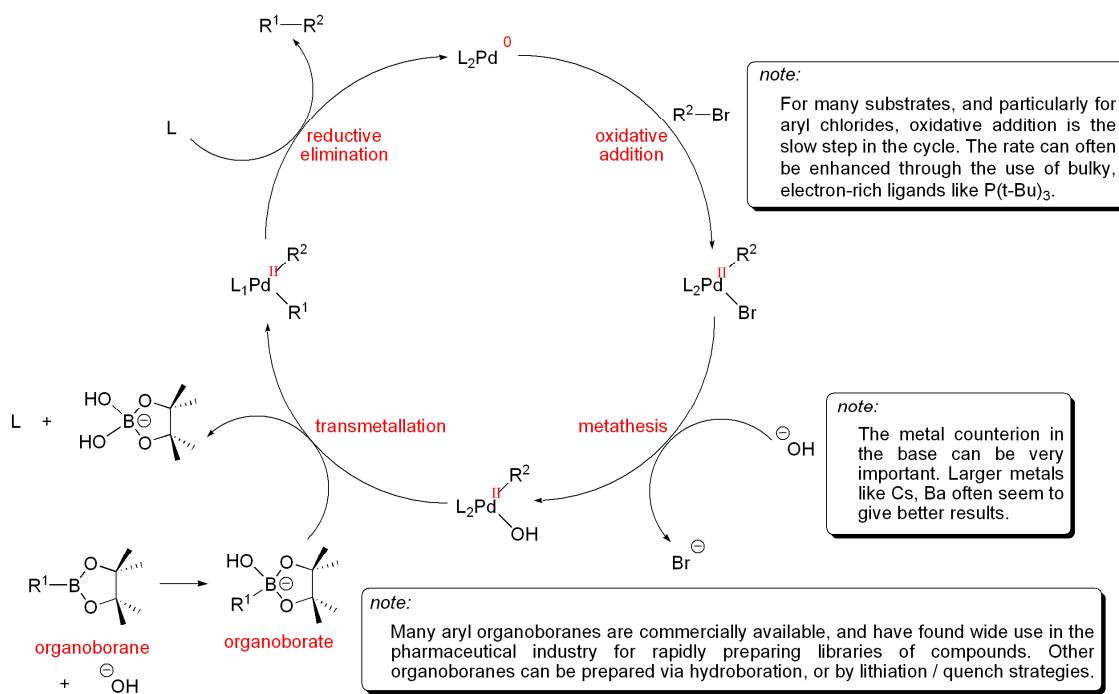 R¹—R²
L₂Pd⁰
L
reductive
elimination
R²—Br
oxidative
addition
note:
For many substrates, and particularly for
aryl chlorides, oxidative addition is the
slow step in the cycle. The rate can often
be enhanced through the use of bulky,
electron-rich ligands like P(t-Bu)₃.
R²
II
L₁Pd
R¹
R²
II
L₂Pd
Br
HO
O
B⊖
HO
O
L +
transmetallation
metathesis
⊖OH
note:
The metal counterion in
the base can be very
important. Larger metals
like Cs, Ba often seem to
give better results.
R²
II
L₂Pd
OH
Br⊖
O
R¹—B
O
HO
O
B⊖
R¹
O
organoborane
organoborate
+ ⊖OH
note:
Many aryl organoboranes are commercially available, and have found wide use in the
pharmaceutical industry for rapidly preparing libraries of compounds. Other
organoboranes can be prepared via hydroboration, or by lithiation / quench strategies.